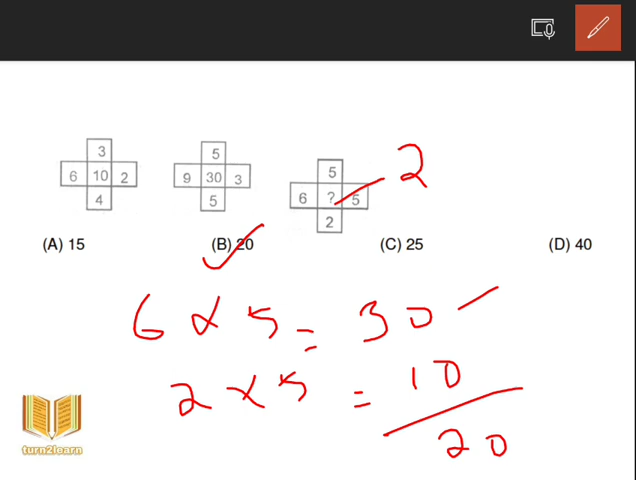 3 5 5
6 10 2 9 30 3 6 ? 5
4 5 2
2
(A) 15 (B) 20 (C) 25 (D) 40
6 x 5 = 30 -
2 x 5 = 10
20
turn2learn